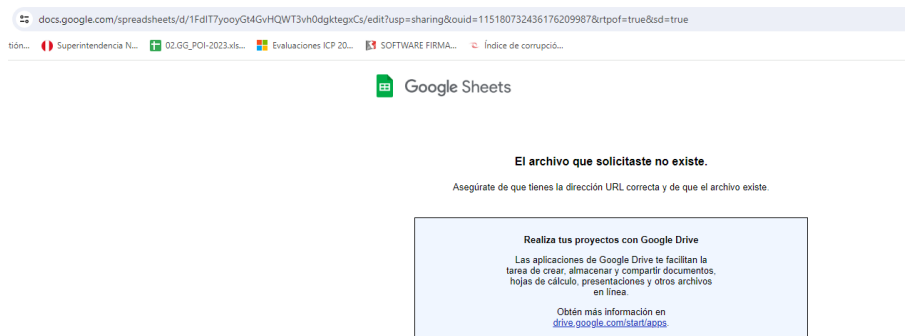 docs.google.com/spreadsheets/d/1FdIT7yooyGt4GvHQWT3vh0dgktegxCs/edit?usp=sharing&ouid=115180732436176209987&rtpof=true&sd=true
tión... Superintendencia N... 02.GG_POI-2023.xls... Evaluaciones ICP 20... SOFTWARE FIRMA... Índice de corrupció...
Google Sheets
El archivo que solicitaste no existe.
Asegúrate de que tienes la dirección URL correcta y de que el archivo existe.
Realiza tus proyectos con Google Drive
Las aplicaciones de Google Drive te facilitan la
tarea de crear, almacenar y compartir documentos,
hojas de cálculo, presentaciones y otros archivos
en línea.
Obtén más información en
drive.google.com/start/apps.